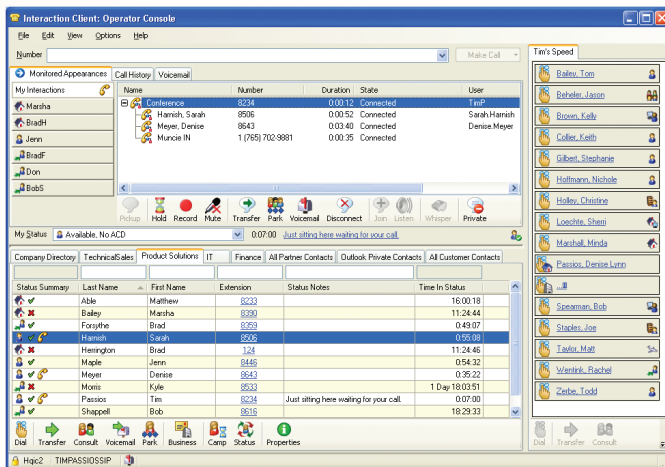 Interaction Client: Operator Console
File Edit View Options Help
Number Make Call
Monitored Appearances Call History Voicemail
My Interactions
Marsha
BradH
Jenn
BradF
Don
BobS
Name Number Duration State User
Conference 8234 0:00:12 Connected TimP
Harnish, Sarah 8506 0:00:52 Connected Sarah.Harnish
Meyer, Denise 8643 0:03:40 Connected Denise.Meyer
Muncie IN 1 (765) 702-9881 0:00:35 Connected
Pickup Hold Record Mute Transfer Park Voicemail Disconnect Join Listen Whisper Private
My Status Available, No ACD 0:07:00 Just sitting here waiting for your call.
Company Directory TechnicalSales Product Solutions IT Finance All Partner Contacts Outlook Private Contacts All Customer Contacts
Status Summary Last Name First Name Extension Status Notes Time In Status
Able Matthew 8233 16:00:18
Bailey Marsha 8390 11:24:44
Forsythe Brad 8359 0:49:07
Harnish Sarah 8506 0:55:08
Herrington Brad 124 11:24:46
Maple Jenn 8446 0:54:32
Meyer Denise 8643 0:35:22
Morris Kyle 8533 1 Day 18:03:51
Passios Tim 8234 Just sitting here waiting for your call. 0:07:00
Shappell Bob 8616 18:29:33
Dial Transfer Consult Voicemail Park Business Camp Status Properties
Hqic2 TIMPASSIOSSIP
Tim's Speed
Bailey, Tom
Beheler, Jason
Brown, Kelly
Collier, Keith
Gilbert, Stephanie
Hoffmann, Nichole
Holley, Christine
Loechte, Sherri
Marshall, Minda
Passios, Denise Lynn
Spearman, Bob
Staples, Joe
Taylor, Matt
Wentink, Rachel
Zerbe, Todd
Dial Transfer Consult